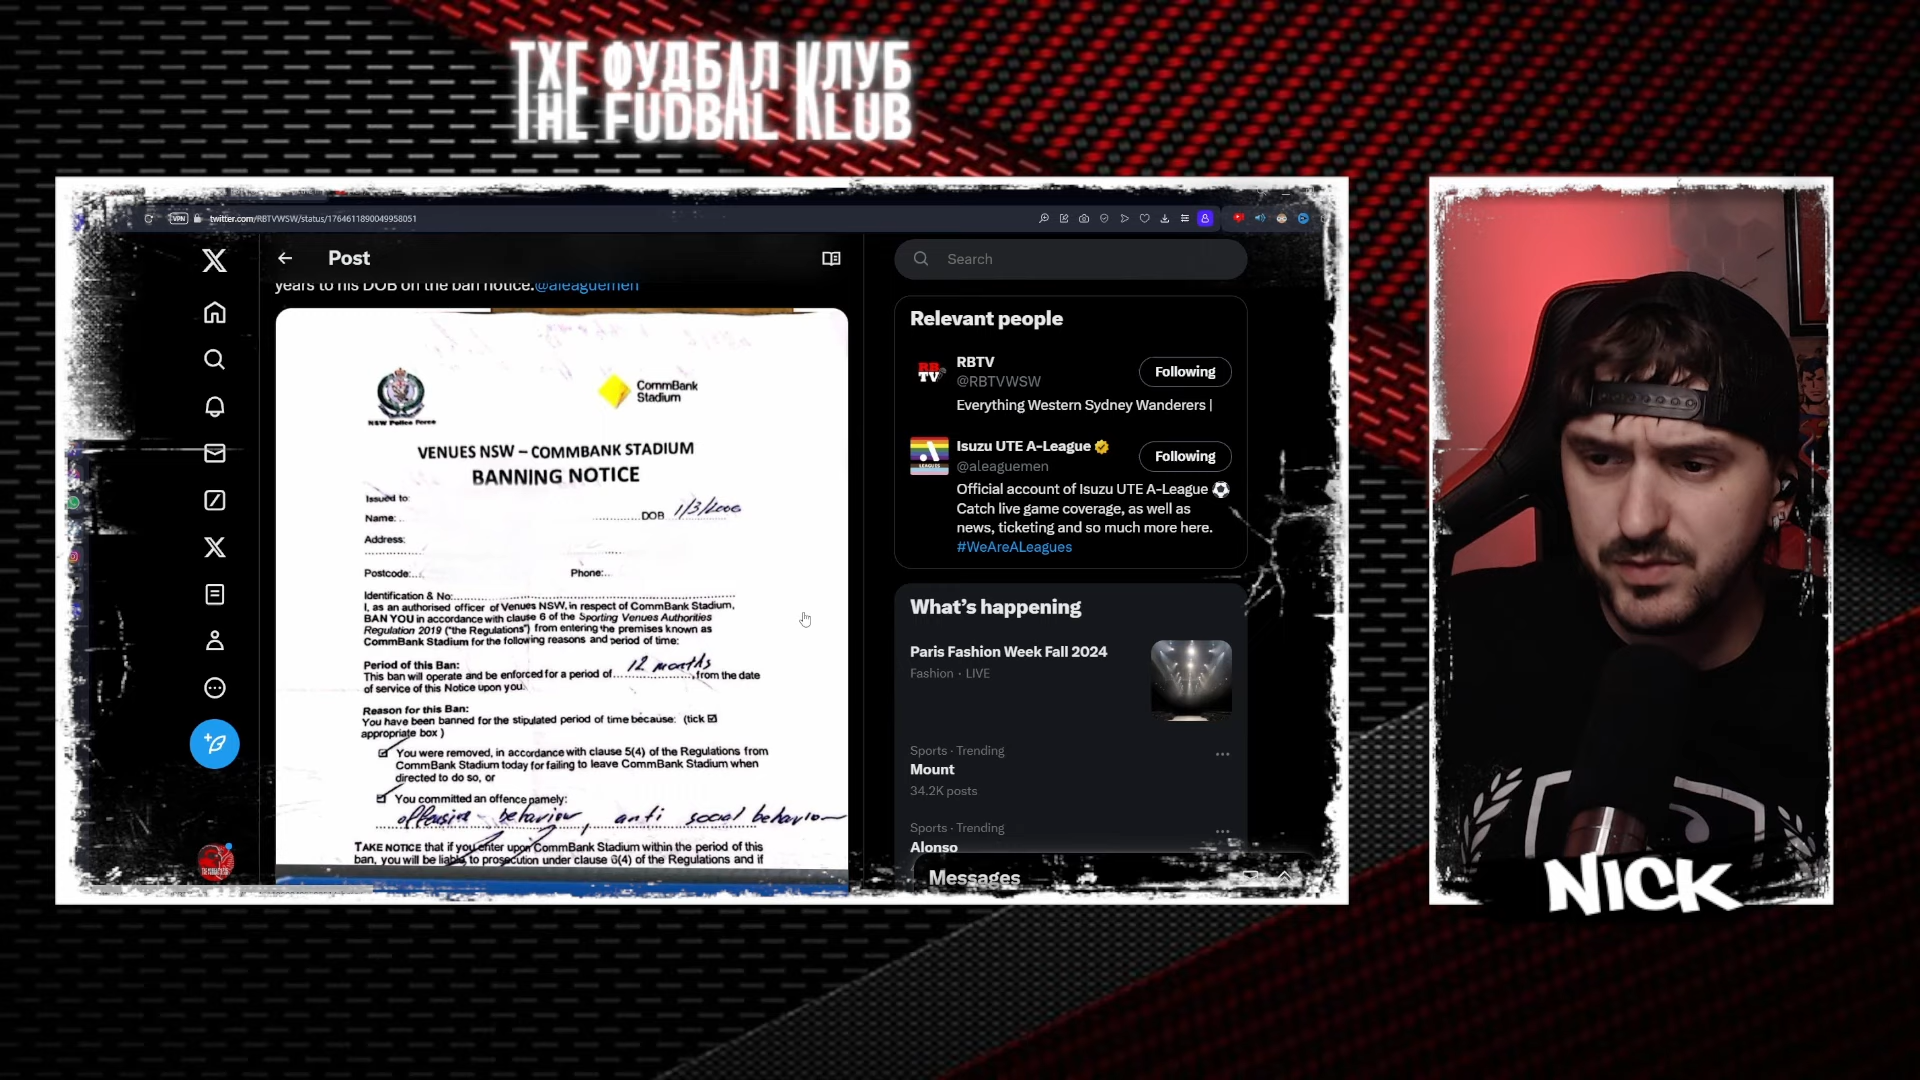 ТХЕ ФУДБАЛ КЛУБ
THE FUDBAL KLUB
VPN
twitter.com/RBTVWSW/status/1764611890049958051
Post
years to his DOB on the ban notice.@aleaguemen
NSW Police Force
CommBank
Stadium
VENUES NSW – COMMBANK STADIUM
BANNING NOTICE
Issued to:
Name:
DOB 1/3/2006
Address:
Postcode:
Phone:
Identification & No:
I, as an authorised officer of Venues NSW, in respect of CommBank Stadium,
BAN YOU in accordance with clause 6 of the Sporting Venues Authorities
Regulation 2019 ("the Regulations") from entering the premises known as
CommBank Stadium for the following reasons and period of time:
Period of this Ban:
This ban will operate and be enforced for a period of 12 months, from the date
of service of this Notice upon you.
Reason for this Ban:
You have been banned for the stipulated period of time because: (tick ☑
appropriate box )
You were removed, in accordance with clause 5(4) of the Regulations from
CommBank Stadium today for failing to leave CommBank Stadium when
directed to do so, or
You committed an offence namely:
offensive behavior, anti social behavior
TAKE NOTICE that if you enter upon CommBank Stadium within the period of this
ban, you will be liable to prosecution under clause 6(4) of the Regulations and if
Search
Relevant people
RBTV
@RBTVWSW
Following
Everything Western Sydney Wanderers |
Isuzu UTE A-League
@aleaguemen
Following
Official account of Isuzu UTE A-League ⚽
Catch live game coverage, as well as
news, ticketing and so much more here.
#WeAreALeagues
What's happening
Paris Fashion Week Fall 2024
Fashion · LIVE
Sports · Trending
Mount
34.2K posts
Sports · Trending
Alonso
Messages
NICK